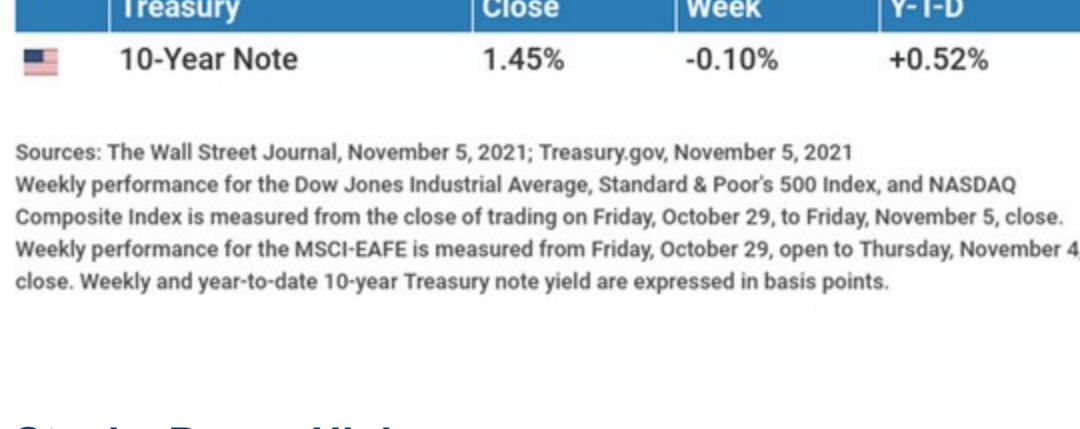 Treasury Close Week Y-T-D
10-Year Note 1.45% -0.10% +0.52%
Sources: The Wall Street Journal, November 5, 2021; Treasury.gov, November 5, 2021
Weekly performance for the Dow Jones Industrial Average, Standard & Poor's 500 Index, and NASDAQ
Composite Index is measured from the close of trading on Friday, October 29, to Friday, November 5, close.
Weekly performance for the MSCI-EAFE is measured from Friday, October 29, open to Thursday, November 4,
close. Weekly and year-to-date 10-year Treasury note yield are expressed in basis points.